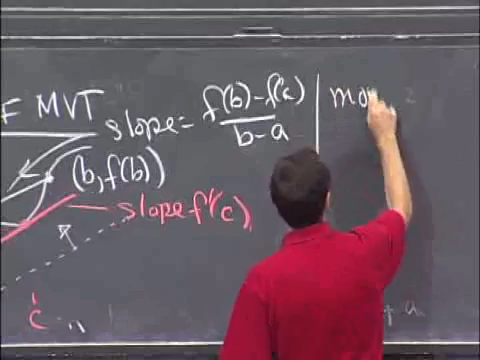 F MVT
slope = f(b) - f(a)
b - a
(b, f(b))
slope f'(c)
c